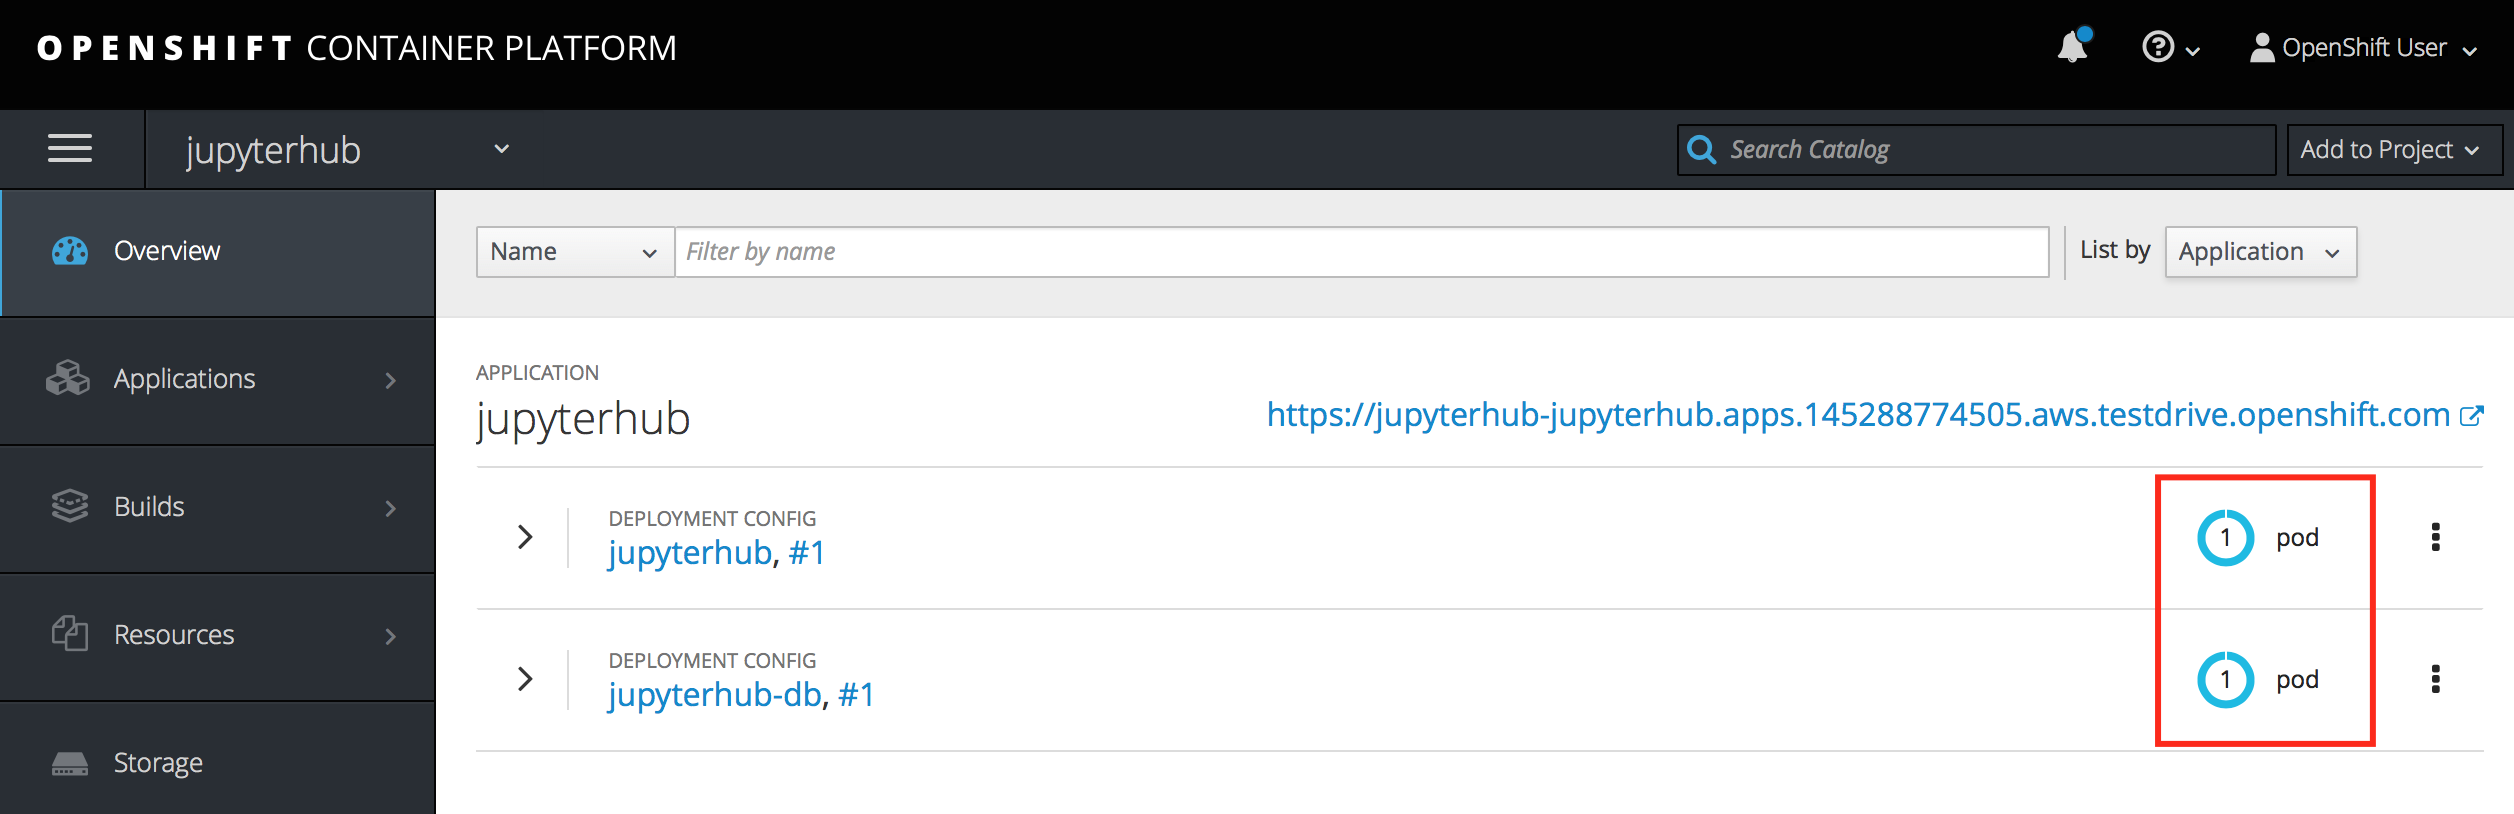 OPENSHIFT CONTAINER PLATFORM
? OpenShift User
jupyterhub Search Catalog Add to Project
Overview
Name Filter by name List by Application
Applications
Builds
Resources
Storage
APPLICATION
jupyterhub https://jupyterhub-jupyterhub.apps.145288774505.aws.testdrive.openshift.com
DEPLOYMENT CONFIG
jupyterhub, #1 1 pod
DEPLOYMENT CONFIG
jupyterhub-db, #1 1 pod